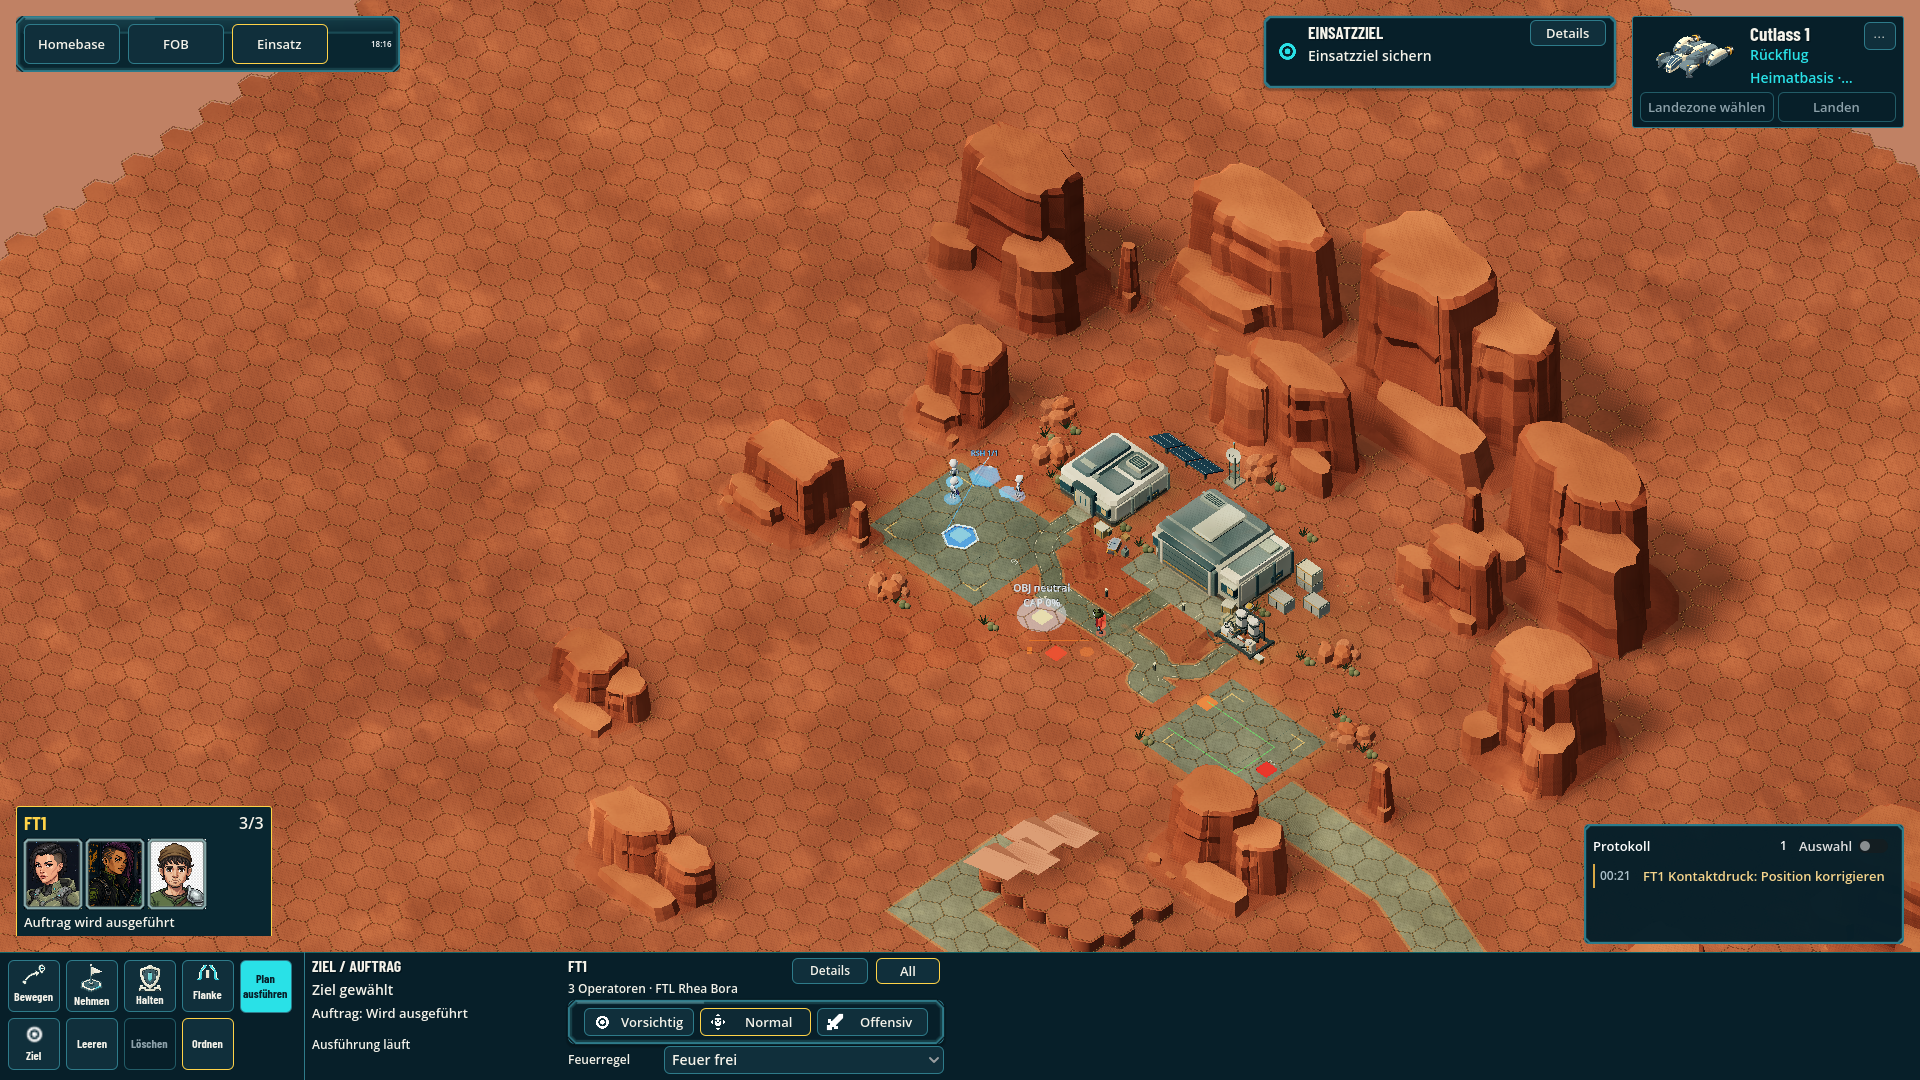 Homebase
FOB
Einsatz
18:16
EINSATZZIEL
Details
Einsatzziel sichern
Cutlass 1
...
Rückflug
Heimatbasis ·...
Landezone wählen
Landen
OBJ neutral
CAP 0%
FT1
3/3
Auftrag wird ausgeführt
Protokoll
1
Auswahl
00:21
FT1 Kontaktdruck: Position korrigieren
Bewegen
Nehmen
Halten
Flanke
Plan
ausführen
Ziel
Leeren
Löschen
Ordnen
ZIEL / AUFTRAG
Ziel gewählt
Auftrag: Wird ausgeführt
Ausführung läuft
FT1
Details
All
3 Operatoren · FTL Rhea Bora
Vorsichtig
Normal
Offensiv
Feuerregel
Feuer frei